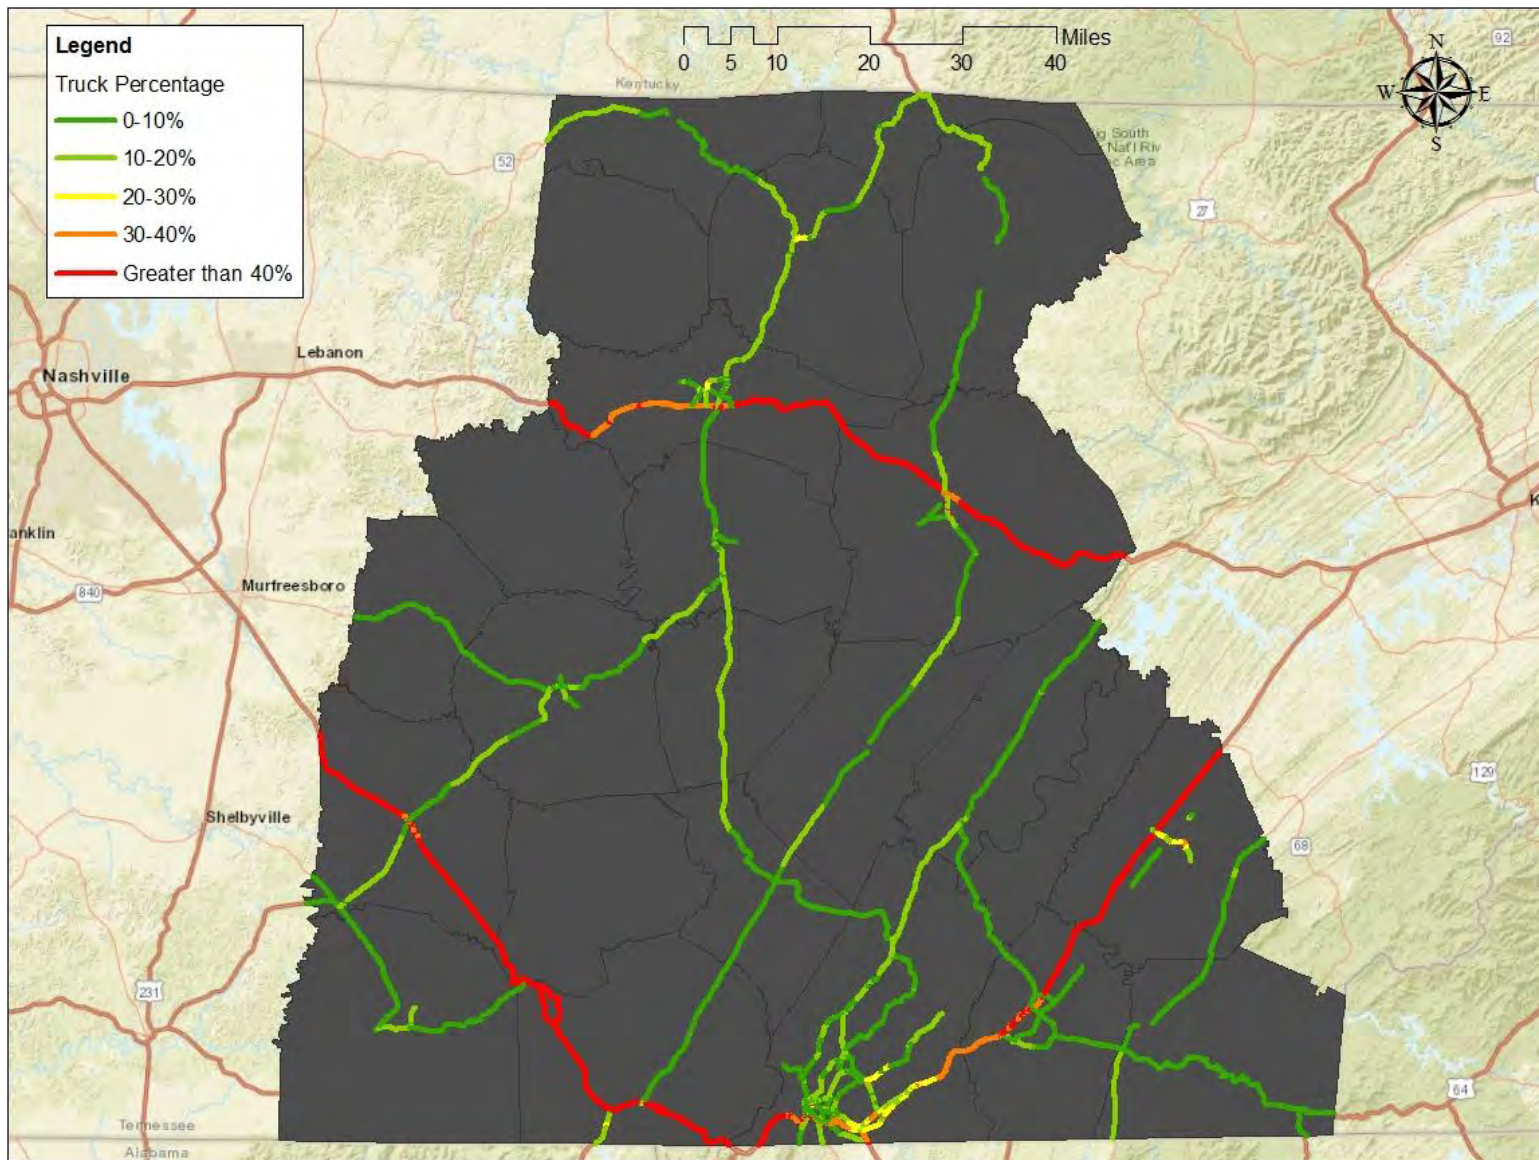 Legend
Truck Percentage
0-10%
10-20%
20-30%
30-40%
Greater than 40%
Miles
0 5 10 20 30 40
N
W E
S
92
Kentucky
52
27
Lebanon
Nashville
anklin
K
840
Murfreesboro
Shelbyville
129
68
231
64
Tennessee
Alabama